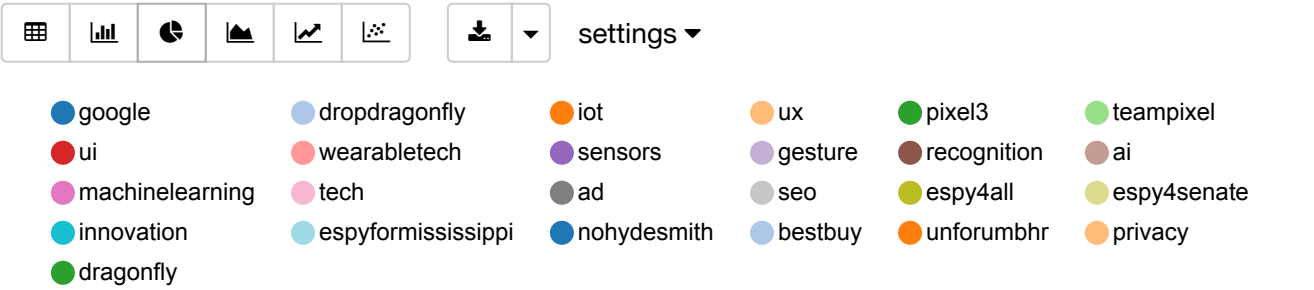 settings
google dropdragonfly iot ux pixel3 teampixel
ui wearabletech sensors gesture recognition ai
machinelearning tech ad seo espy4all espy4senate
innovation espyformississippi nohydesmith bestbuy unforumbhr privacy
dragonfly